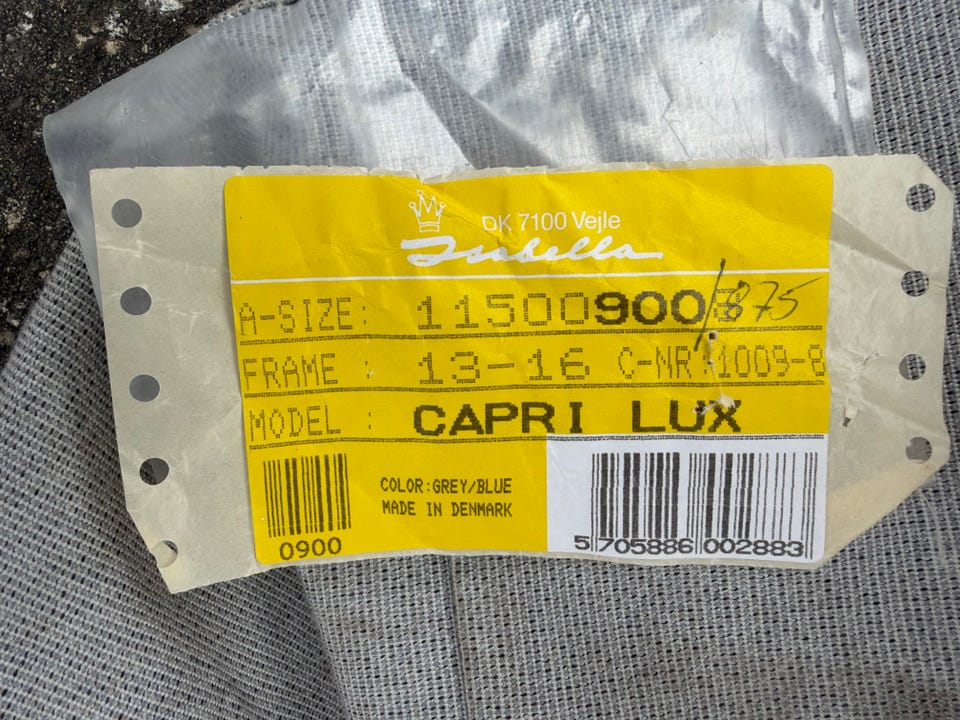 DK 7100 Vejle
Isabella
A-SIZE: 11500900 / 875
FRAME : 13-16 C-NR:1009-8
MODEL : CAPRI LUX
COLOR:GREY/BLUE
MADE IN DENMARK
0900
5 705886 002883